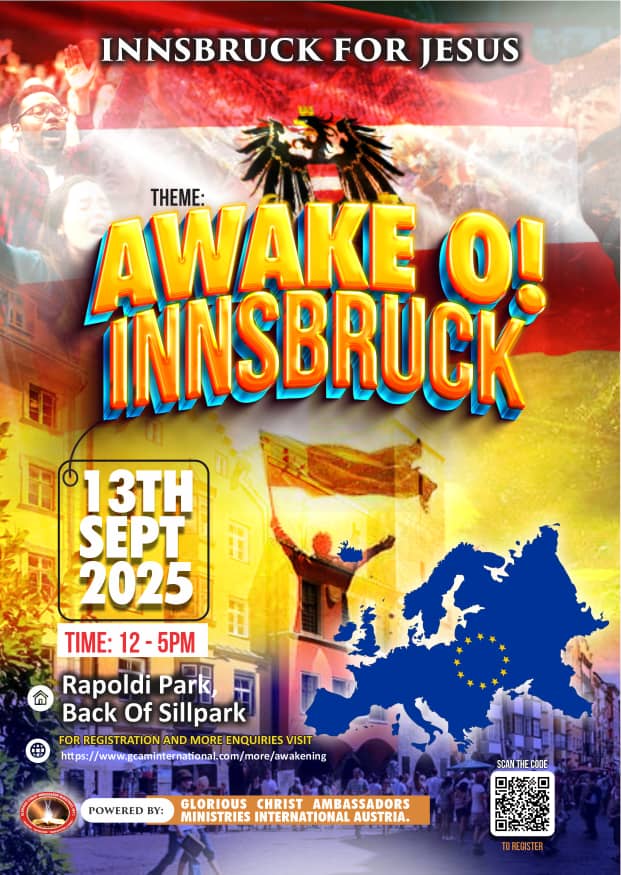 INNSBRUCK FOR JESUS
THEME:
AWAKE O!
INNSBRUCK
13TH
SEPT
2025
TIME: 12 - 5PM
Rapoldi Park,
Back Of Sillpark
FOR REGISTRATION AND MORE ENQUIRIES VISIT
https://www.gcaminternational.com/more/awakening
SCAN THE CODE
TO REGISTER
POWERED BY:
GLORIOUS CHRIST AMBASSADORS
MINISTRIES INTERNATIONAL AUSTRIA.